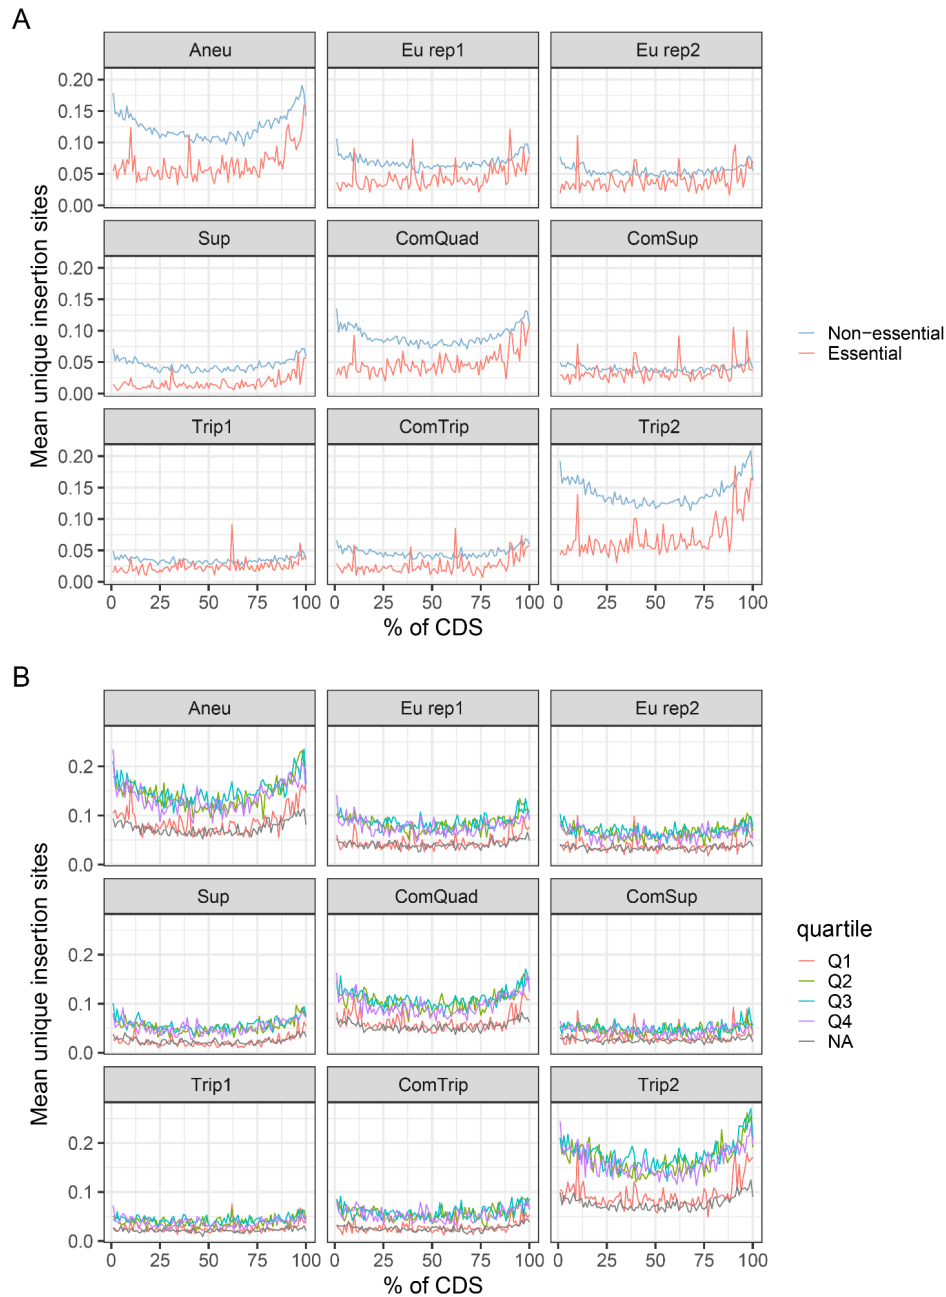 A
Aneu
Eu rep1
Eu rep2
0.20
0.15
0.10
0.05
0.00
Sup
ComQuad
ComSup
0.20
0.15
0.10
0.05
0.00
Trip1
ComTrip
Trip2
0.20
0.15
0.10
0.05
0.00
0 25 50 75 100
0 25 50 75 100
0 25 50 75 100
Mean unique insertion sites
% of CDS
Non−essential
Essential
B
Aneu
Eu rep1
Eu rep2
0.2
0.1
0.0
Sup
ComQuad
ComSup
0.2
0.1
0.0
Trip1
ComTrip
Trip2
0.2
0.1
0.0
0 25 50 75 100
0 25 50 75 100
0 25 50 75 100
Mean unique insertion sites
% of CDS
quartile
Q1
Q2
Q3
Q4
NA